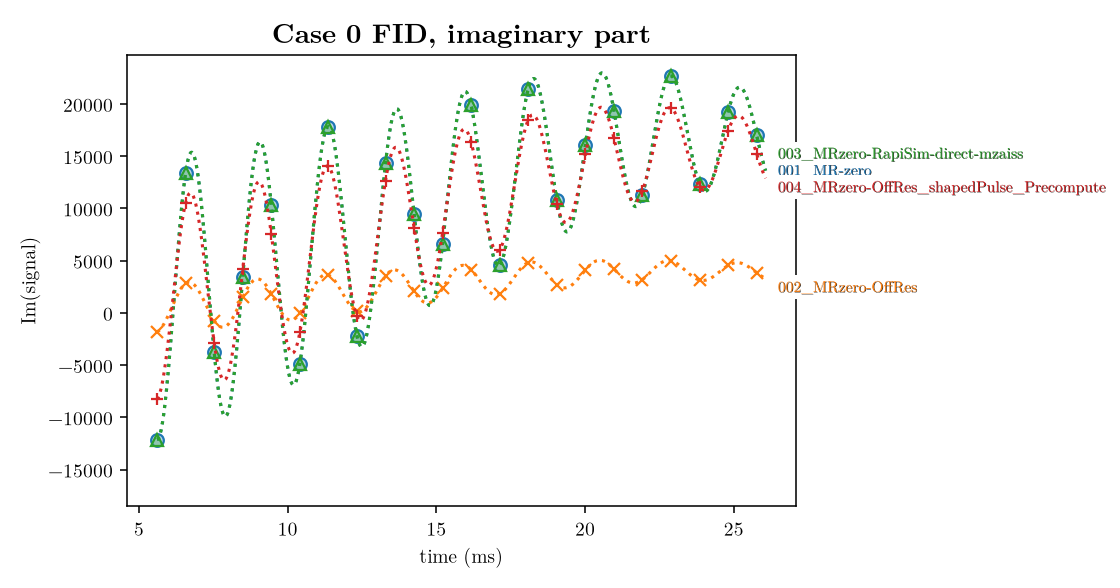 Case 0 FID, imaginary part
Im(signal)
20000
15000
10000
5000
0
−5000
−10000
−15000
5
10
15
20
25
time (ms)
003_MRzero-RapiSim-direct-mzaiss
001_MR-zero
004_MRzero-OffRes_shapedPulse_Precompute
002_MRzero-OffRes